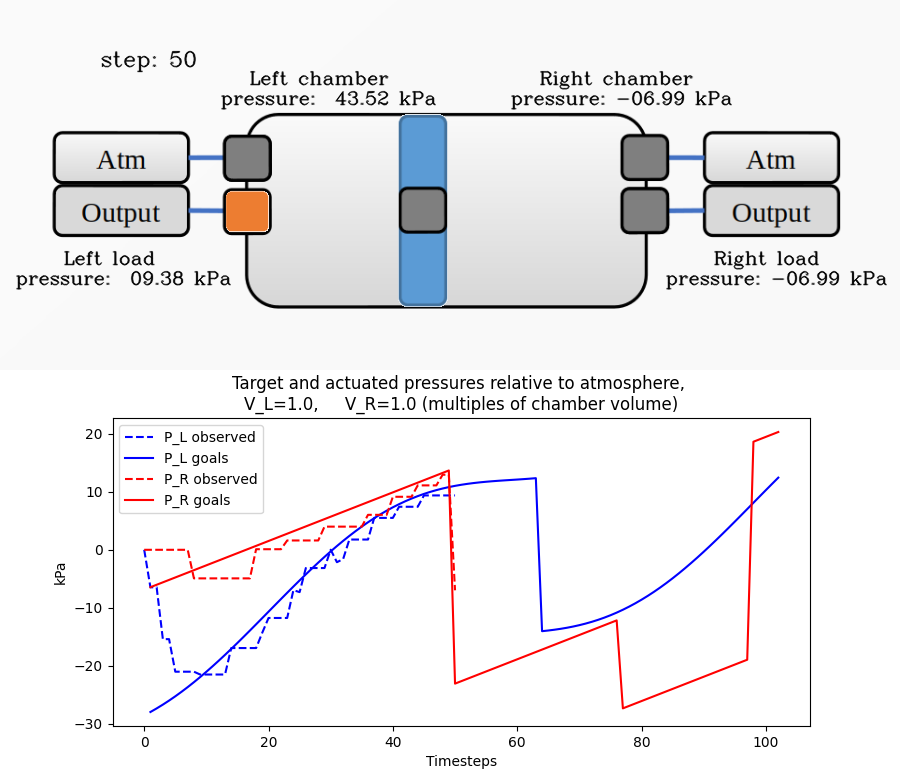 step: 50
Left chamber
pressure:  43.52 kPa
Right chamber
pressure: −06.99 kPa
Atm
Output
Atm
Output
Left load
pressure:  09.38 kPa
Right load
pressure: −06.99 kPa
Target and actuated pressures relative to atmosphere,
V_L=1.0,     V_R=1.0 (multiples of chamber volume)
P_L observed
P_L goals
P_R observed
P_R goals
20
10
0
−10
−20
−30
kPa
0 20 40 60 80 100
Timesteps